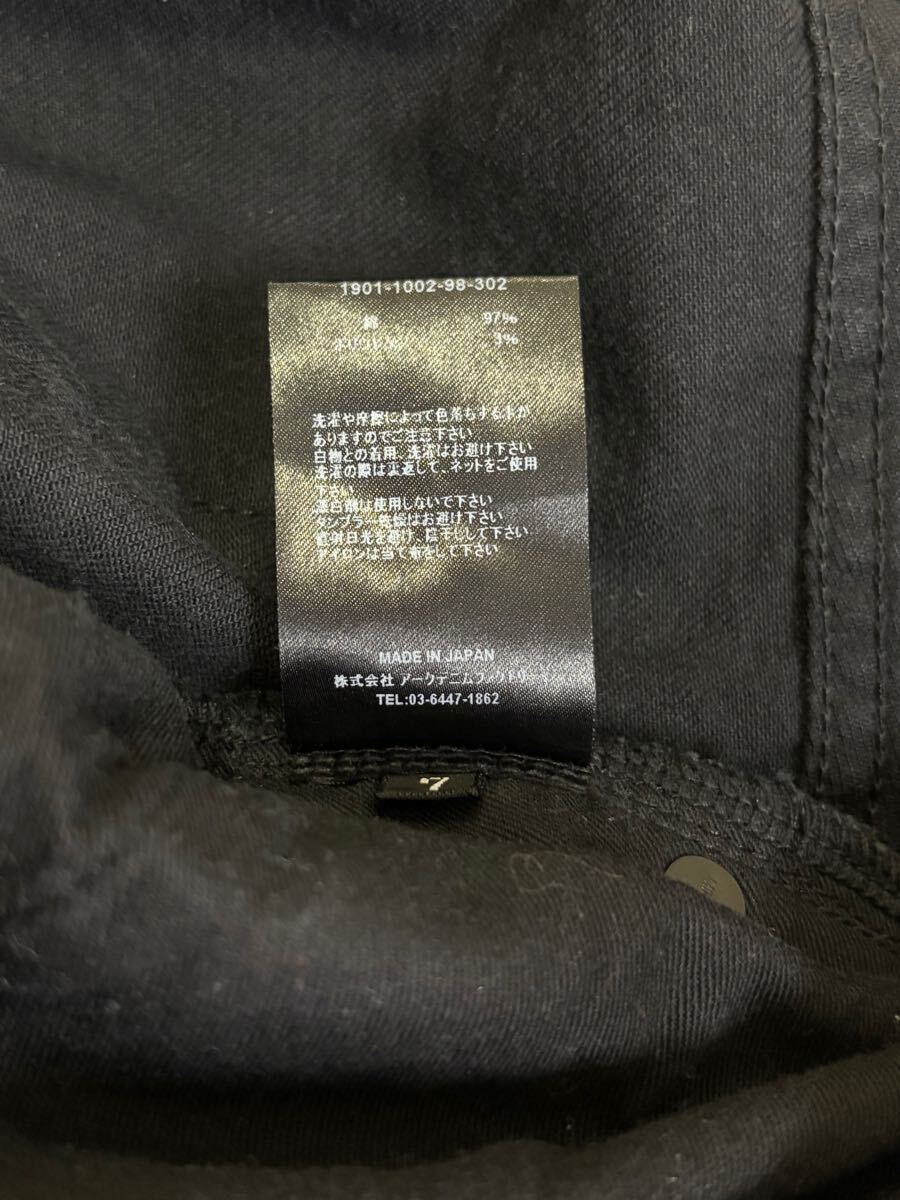 1901-1002-98-302
綿 97%
ポリウレタン 3%
洗濯や摩擦によって色落ちする事が
ありますのでご注意下さい
白物との着用、洗濯はお避け下さい
洗濯の際は裏返して、ネットをご使用
下さい
漂白剤は使用しないで下さい
タンブラー乾燥はお避け下さい
直射日光を避け、陰干しして下さい
アイロンは当て布をして下さい
MADE IN JAPAN
株式会社 アークデニムファクトリー
TEL:03-6447-1862
7